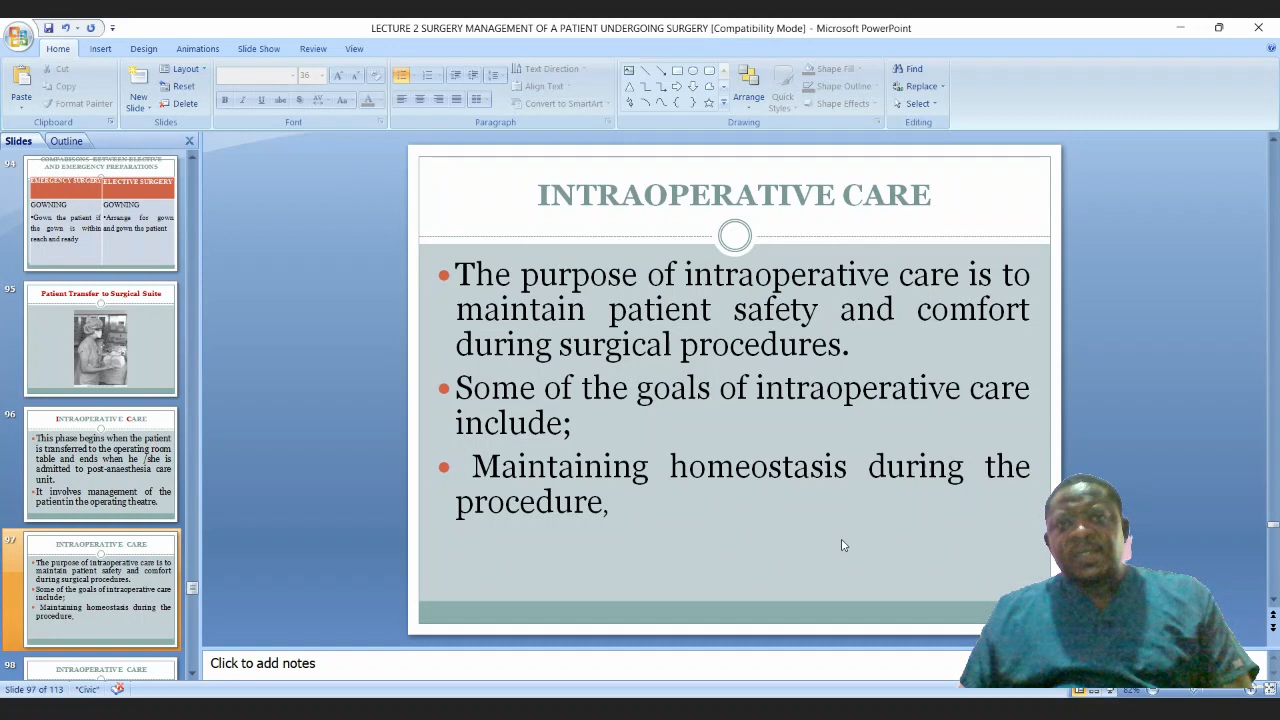 LECTURE 2 SURGERY MANAGEMENT OF A PATIENT UNDERGOING SURGERY [Compatibility Mode] - Microsoft PowerPoint
Home Insert Design Animations Slide Show Review View
Paste
Cut
Copy
Format Painter
Clipboard
New
Slide
Layout
Reset
Delete
Slides
36
B I U abc S AV Aa A
Font
Text Direction
Align Text
Convert to SmartArt
Paragraph
Arrange
Quick
Styles
Shape Fill
Shape Outline
Shape Effects
Drawing
Find
Replace
Select
Editing
Slides Outline
94
COMPARISONS BETWEEN ELECTIVE
AND EMERGENCY PREPARATIONS
EMERGENCY SURGERY ELECTIVE SURGERY
GOWNING GOWNING
•Gown the patient if •Arrange for gown
the gown is within and gown the patient
reach and ready
95
Patient Transfer to Surgical Suite
96
INTRAOPERATIVE CARE
•This phase begins when the patient
is transferred to the operating room
table and ends when he /she is
admitted to post-anaesthesia care
unit.
•It involves management of the
patient in the operating theatre.
97
INTRAOPERATIVE CARE
•The purpose of intraoperative care is to
maintain patient safety and comfort
during surgical procedures.
•Some of the goals of intraoperative care
include;
• Maintaining homeostasis during the
procedure,
98
INTRAOPERATIVE CARE
INTRAOPERATIVE CARE
•The purpose of intraoperative care is to
maintain patient safety and comfort
during surgical procedures.
•Some of the goals of intraoperative care
include;
• Maintaining homeostasis during the
procedure,
Click to add notes
Slide 97 of 113 "Civic" 82%